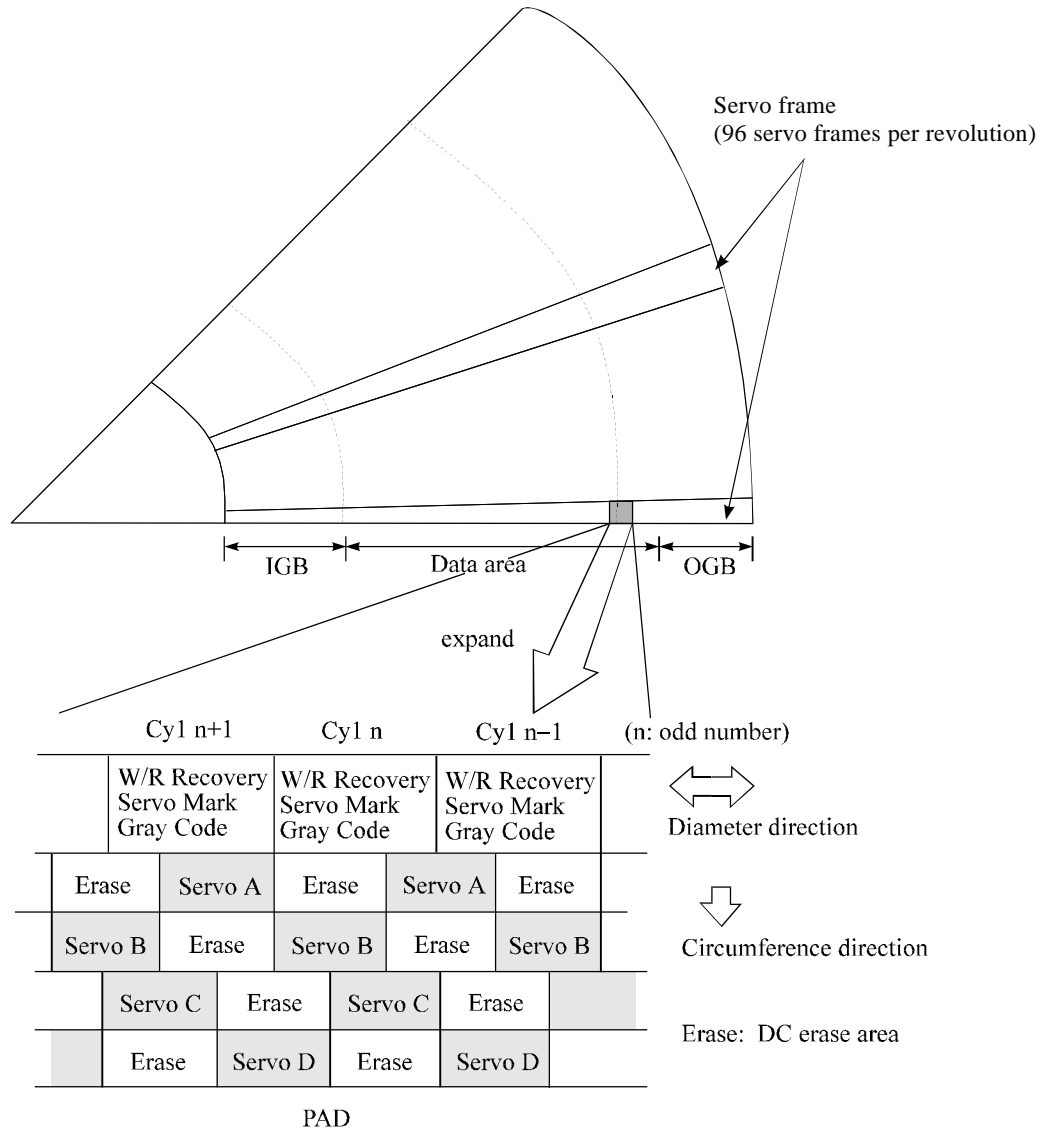 Servo frame
(96 servo frames per revolution)
IGB
Data area
OGB
expand
Cy1 n+1
Cy1 n
Cy1 n−1
(n: odd number)
W/R Recovery
Servo Mark
Gray Code
W/R Recovery
Servo Mark
Gray Code
W/R Recovery
Servo Mark
Gray Code
Diameter direction
Erase Servo A Erase Servo A Erase
Servo B Erase Servo B Erase Servo B
Circumference direction
Servo C Erase Servo C Erase
Erase: DC erase area
Erase Servo D Erase Servo D
PAD